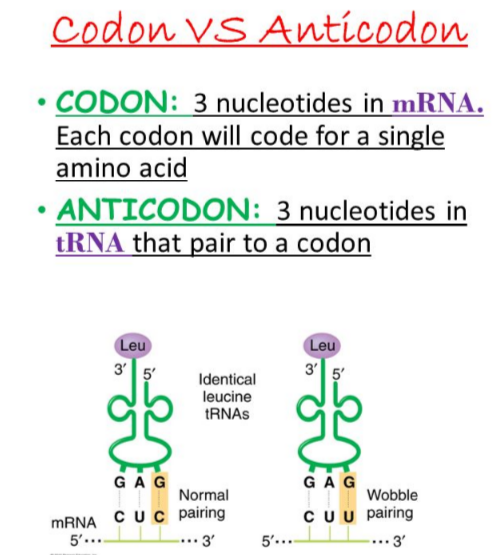 Codon VS Anticodon
• CODON: 3 nucleotides in mRNA.
Each codon will code for a single
amino acid
• ANTICODON: 3 nucleotides in
tRNA that pair to a codon
Leu
3′ 5′
Identical
leucine
tRNAs
Leu
3′ 5′
G A G
Normal
pairing
mRNA C U C
5′··· ··· 3′
G A G
Wobble
pairing
C U U
5′··· ··· 3′